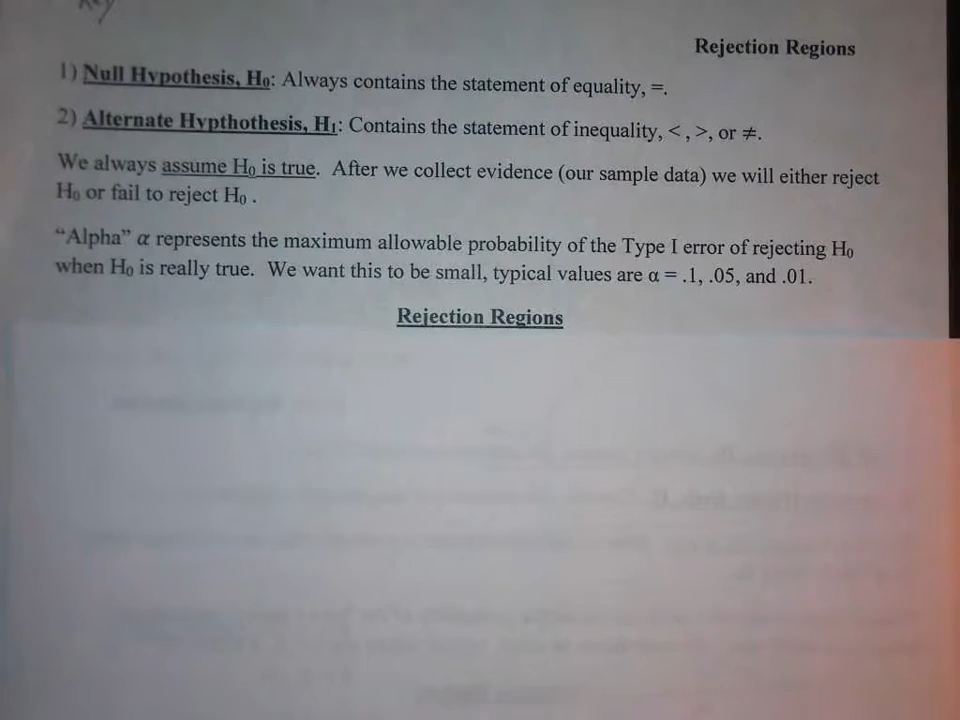 Key
Rejection Regions
1) Null Hypothesis, H₀: Always contains the statement of equality, =.
2) Alternate Hypthothesis, H₁: Contains the statement of inequality, < , >, or ≠.
We always assume H₀ is true. After we collect evidence (our sample data) we will either reject
H₀ or fail to reject H₀ .
“Alpha” α represents the maximum allowable probability of the Type I error of rejecting H₀
when H₀ is really true. We want this to be small, typical values are α = .1, .05, and .01.
Rejection Regions